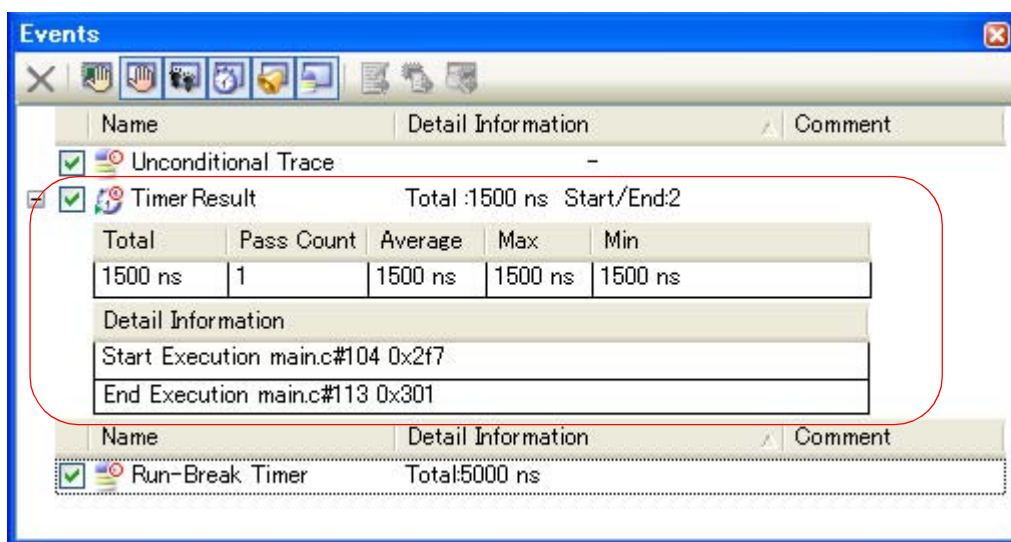 Events
Name Detail Information Comment
Unconditional Trace -
Timer Result Total :1500 ns Start/End:2
Total Pass Count Average Max Min
1500 ns 1 1500 ns 1500 ns 1500 ns
Detail Information
Start Execution main.c#104 0x2f7
End Execution main.c#113 0x301
Name Detail Information Comment
Run-Break Timer Total:5000 ns